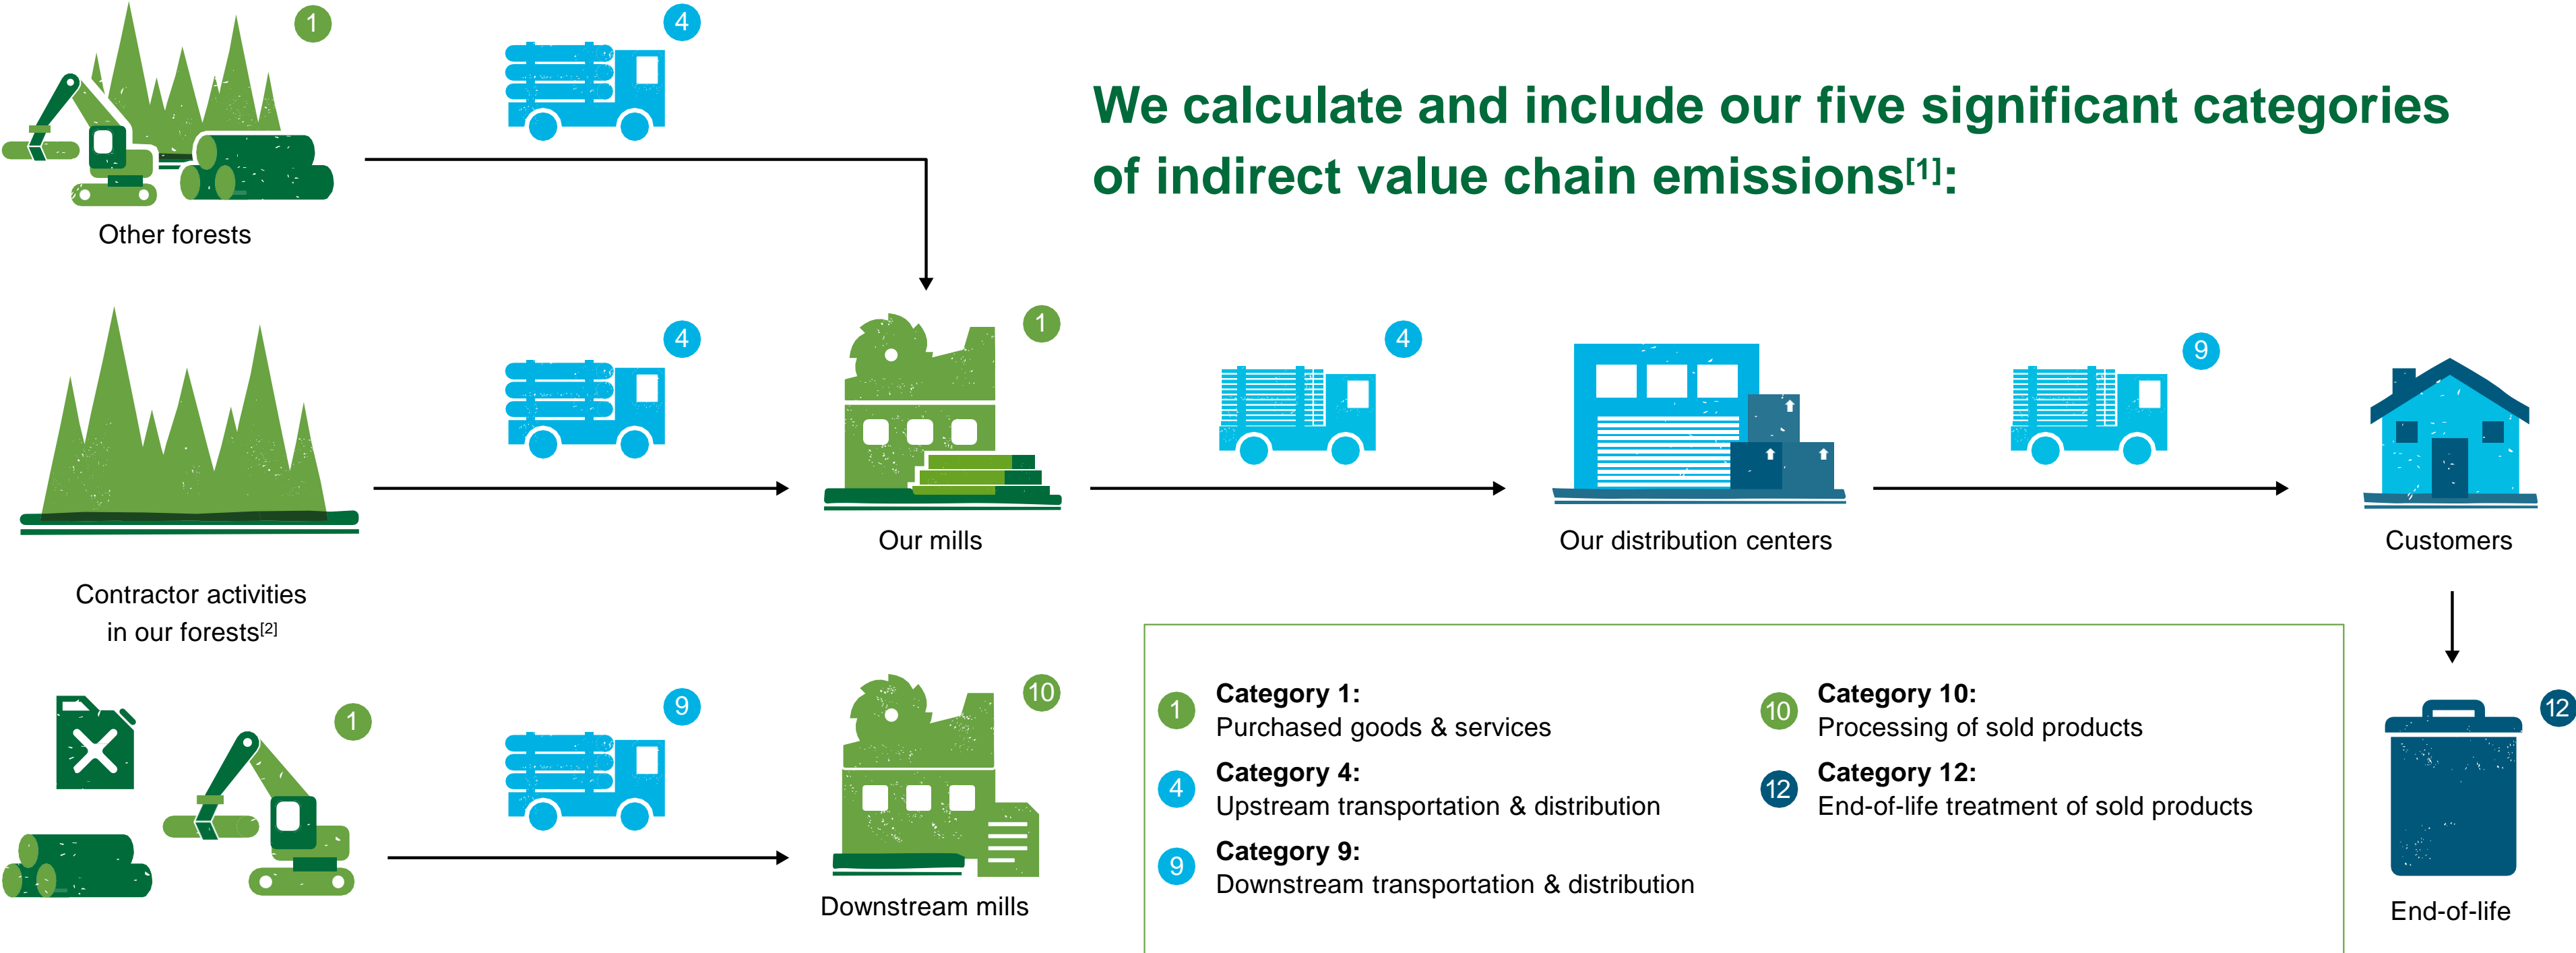 1
4
We calculate and include our five significant categories
of indirect value chain emissions[1]:
Other forests
4
1
4
9
Our mills
Our distribution centers
Customers
Contractor activities
in our forests[2]
1
9
10
12
1
Category 1:
Purchased goods & services
4
Category 4:
Upstream transportation & distribution
9
Category 9:
Downstream transportation & distribution
10
Category 10:
Processing of sold products
12
Category 12:
End-of-life treatment of sold products
Downstream mills
End-of-life